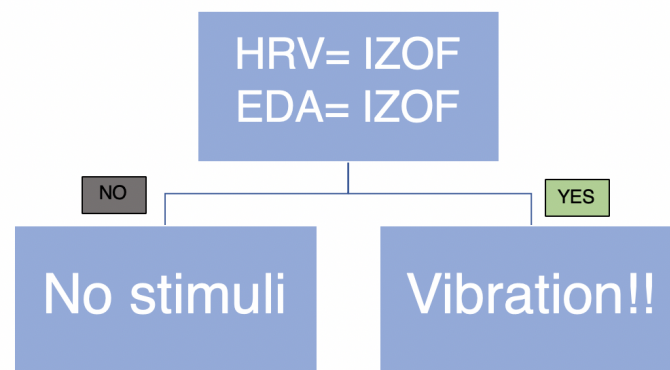 HRV= IZOF
EDA= IZOF
NO
YES
No stimuli
Vibration!!